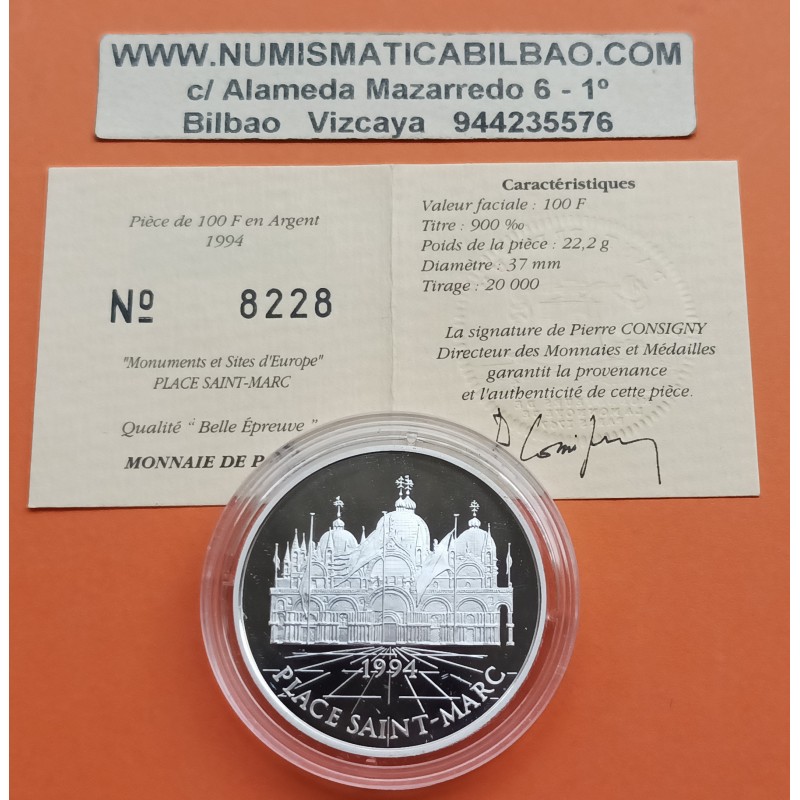 WWW.NUMISMATICABILBAO.COM
c/ Alameda Mazarredo 6 - 1º
Bilbao Vizcaya 944235576
Pièce de 100 F en Argent
1994
Nº 8228
"Monuments et Sites d'Europe"
PLACE SAINT-MARC
Qualité " Belle Épreuve "
MONNAIE DE P
Caractéristiques
Valeur faciale : 100 F
Titre : 900 ‰
Poids de la pièce : 22,2 g
Diamètre : 37 mm
Tirage : 20 000
La signature de Pierre CONSIGNY
Directeur des Monnaies et Médailles
garantit la provenance
et l'authenticité de cette pièce.
1994
PLACE SAINT-MARC